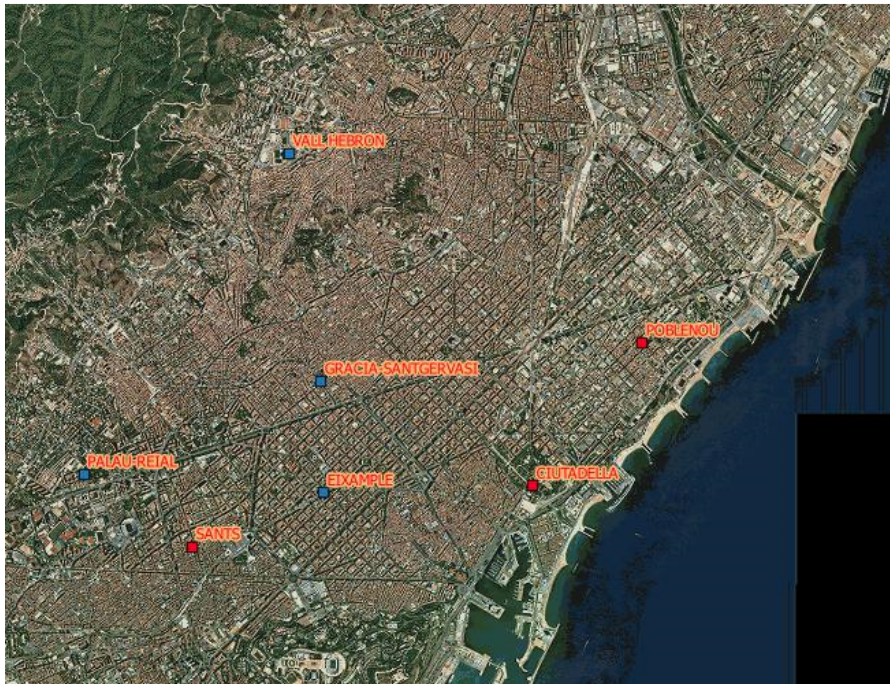 VALL HEBRON
POBLENOU
GRACIA-SANTGERVASI
PALAU-REIAL
EIXAMPLE
CIUTADELLA
SANTS